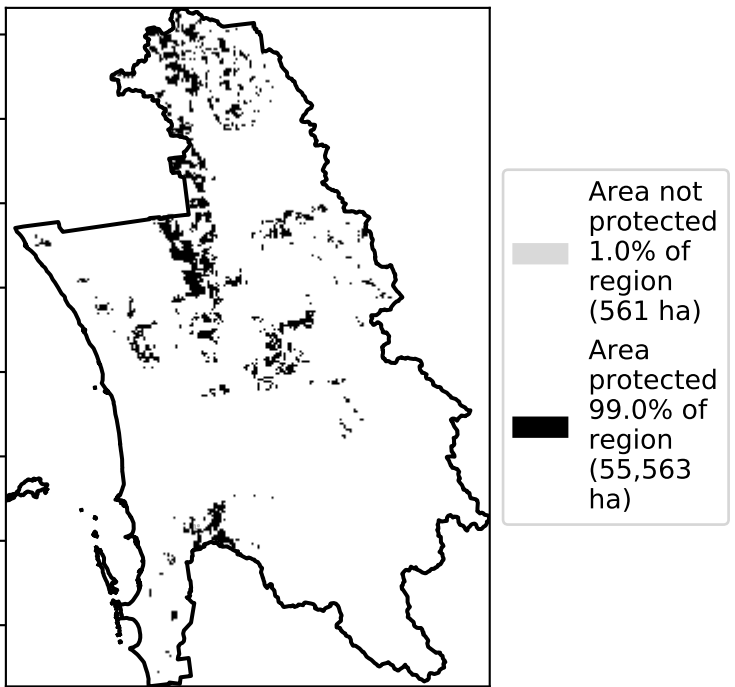 Area not
protected
1.0% of
region
(561 ha)
Area
protected
99.0% of
region
(55,563
ha)